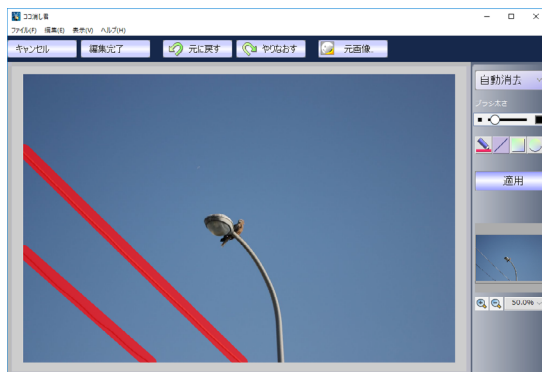 ココ消し君
ファイル(F) 編集(E) 表示(V) ヘルプ(H)
キャンセル 編集完了 元に戻す やりなおす 元画像
自動消去
ブラシ太さ
適用
50.0%